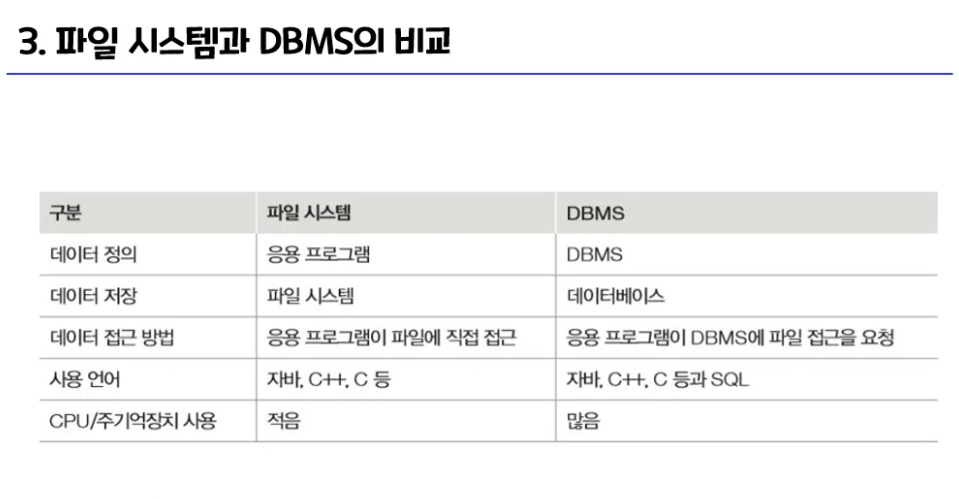 3. 파일 시스템과 DBMS의 비교
구분 파일 시스템 DBMS
데이터 정의 응용 프로그램 DBMS
데이터 저장 파일 시스템 데이터베이스
데이터 접근 방법 응용 프로그램이 파일에 직접 접근 응용 프로그램이 DBMS에 파일 접근을 요청
사용 언어 자바, C++, C 등 자바, C++, C 등과 SQL
CPU/주기억장치 사용 적음 많음